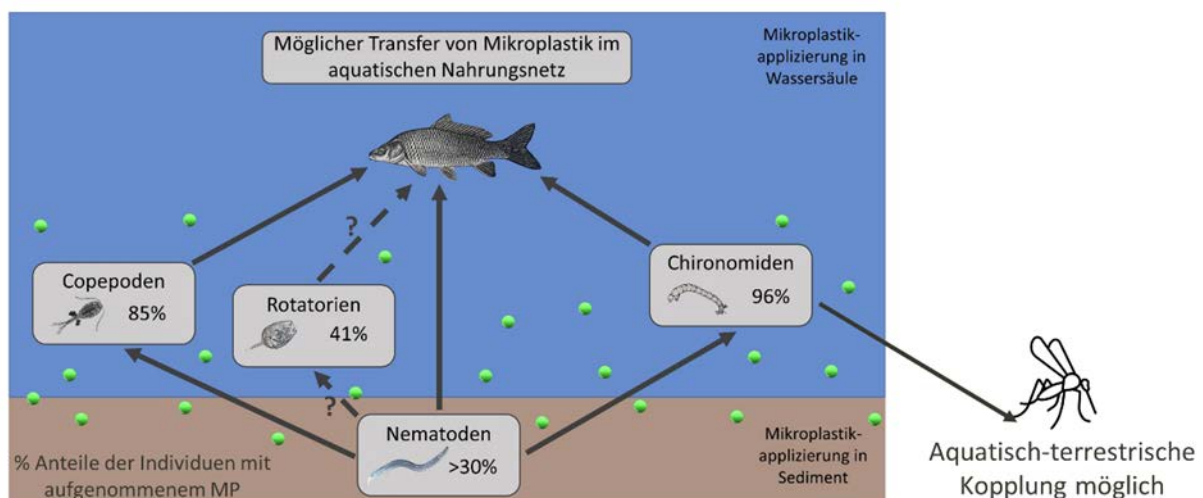 Möglicher Transfer von Mikroplastik im
aquatischen Nahrungsnetz
Mikroplastik-
applizierung in
Wassersäule
?
Copepoden
85%
Rotatorien
41%
Chironomiden
96%
?
Nematoden
>30%
% Anteile der Individuen mit
aufgenommenem MP
Mikroplastik-
applizierung in
Sediment
Aquatisch-terrestrische
Kopplung möglich